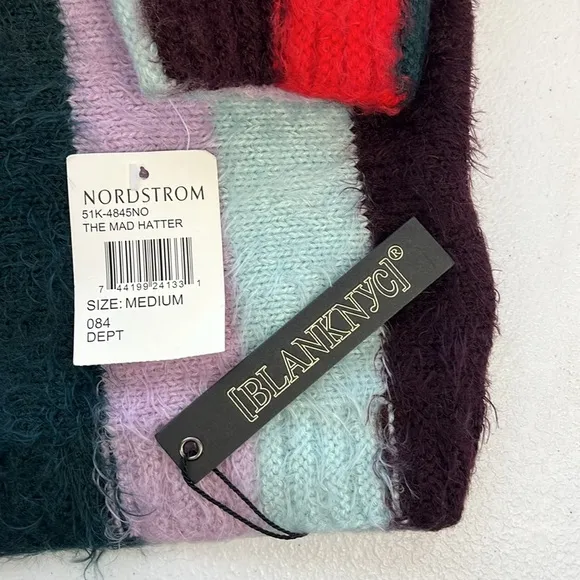 NORDSTROM
51K-4845NO
THE MAD HATTER
7 44199 24133 1
SIZE: MEDIUM
084
DEPT
[BLANKNYC]®